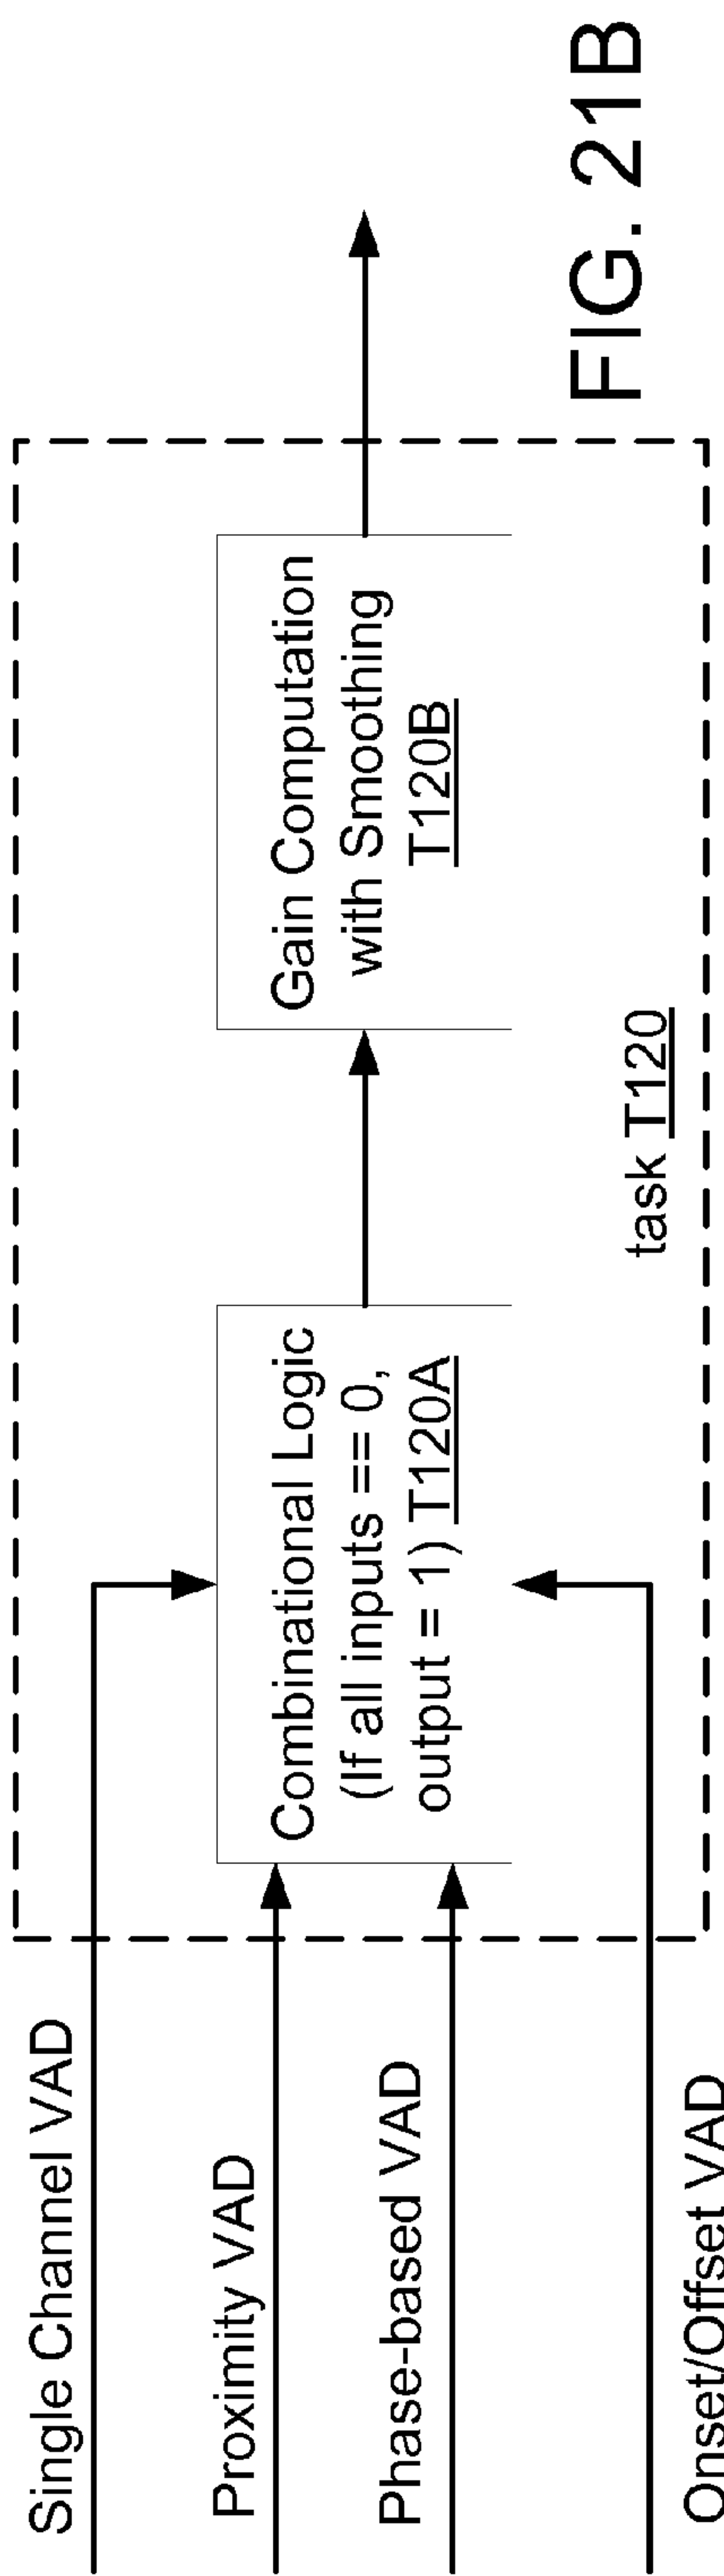 Single Channel VAD
Proximity VAD
Phase-based VAD
Onset/Offset VAD
Combinational Logic
(If all inputs == 0,
output = 1) T120A
Gain Computation
with Smoothing
T120B
task T120
FIG. 21B